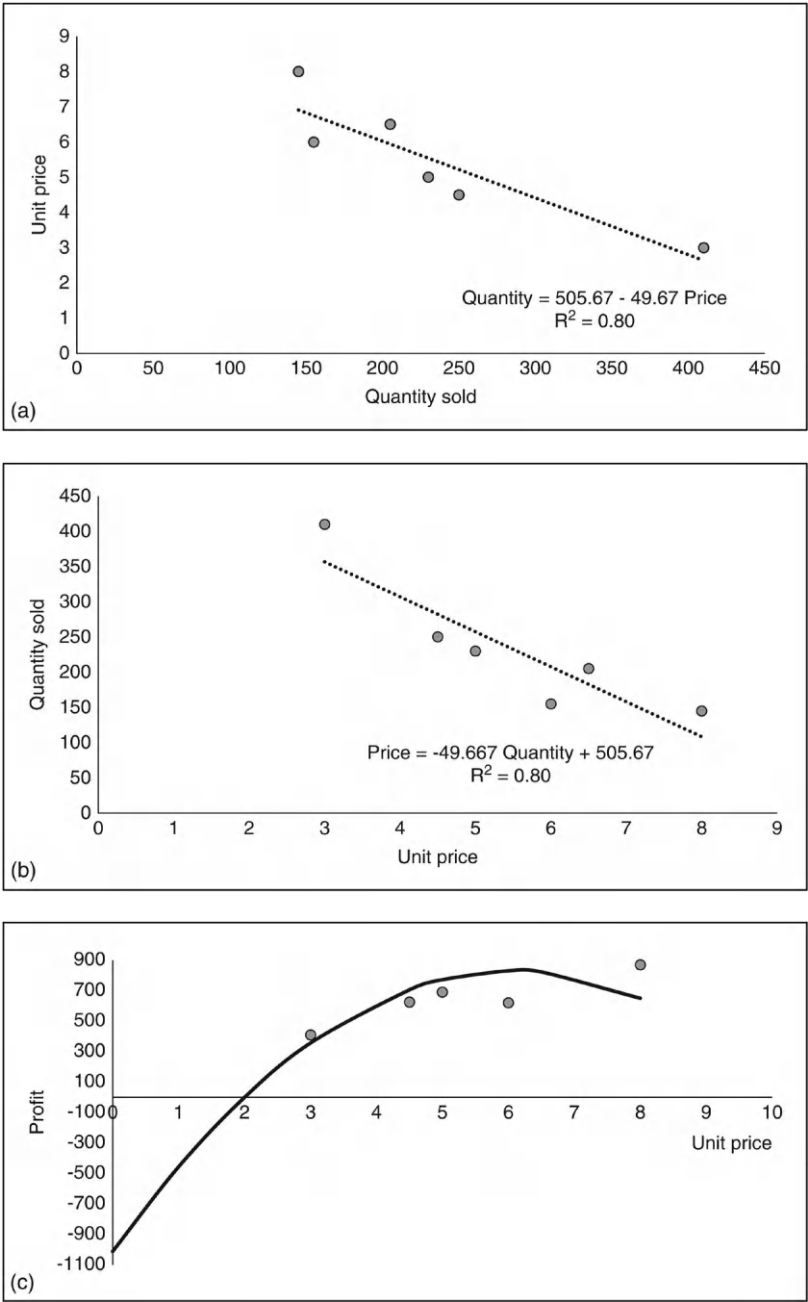 9
8
7
6
5
4
3
2
1
0
Unit price
Quantity = 505.67 - 49.67 Price
R² = 0.80
0 50 100 150 200 250 300 350 400 450
Quantity sold
(a)
450
400
350
300
250
200
150
100
50
0
Quantity sold
Price = -49.667 Quantity + 505.67
R² = 0.80
0 1 2 3 4 5 6 7 8 9
Unit price
(b)
900
700
500
300
100
-100
-300
-500
-700
-900
-1100
Profit
0 1 2 3 4 5 6 7 8 9 10
Unit price
(c)